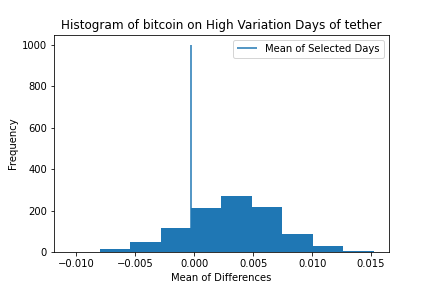 Histogram of bitcoin on High Variation Days of tether
Mean of Selected Days
Frequency
1000
800
600
400
200
0
−0.010 −0.005 0.000 0.005 0.010 0.015
Mean of Differences